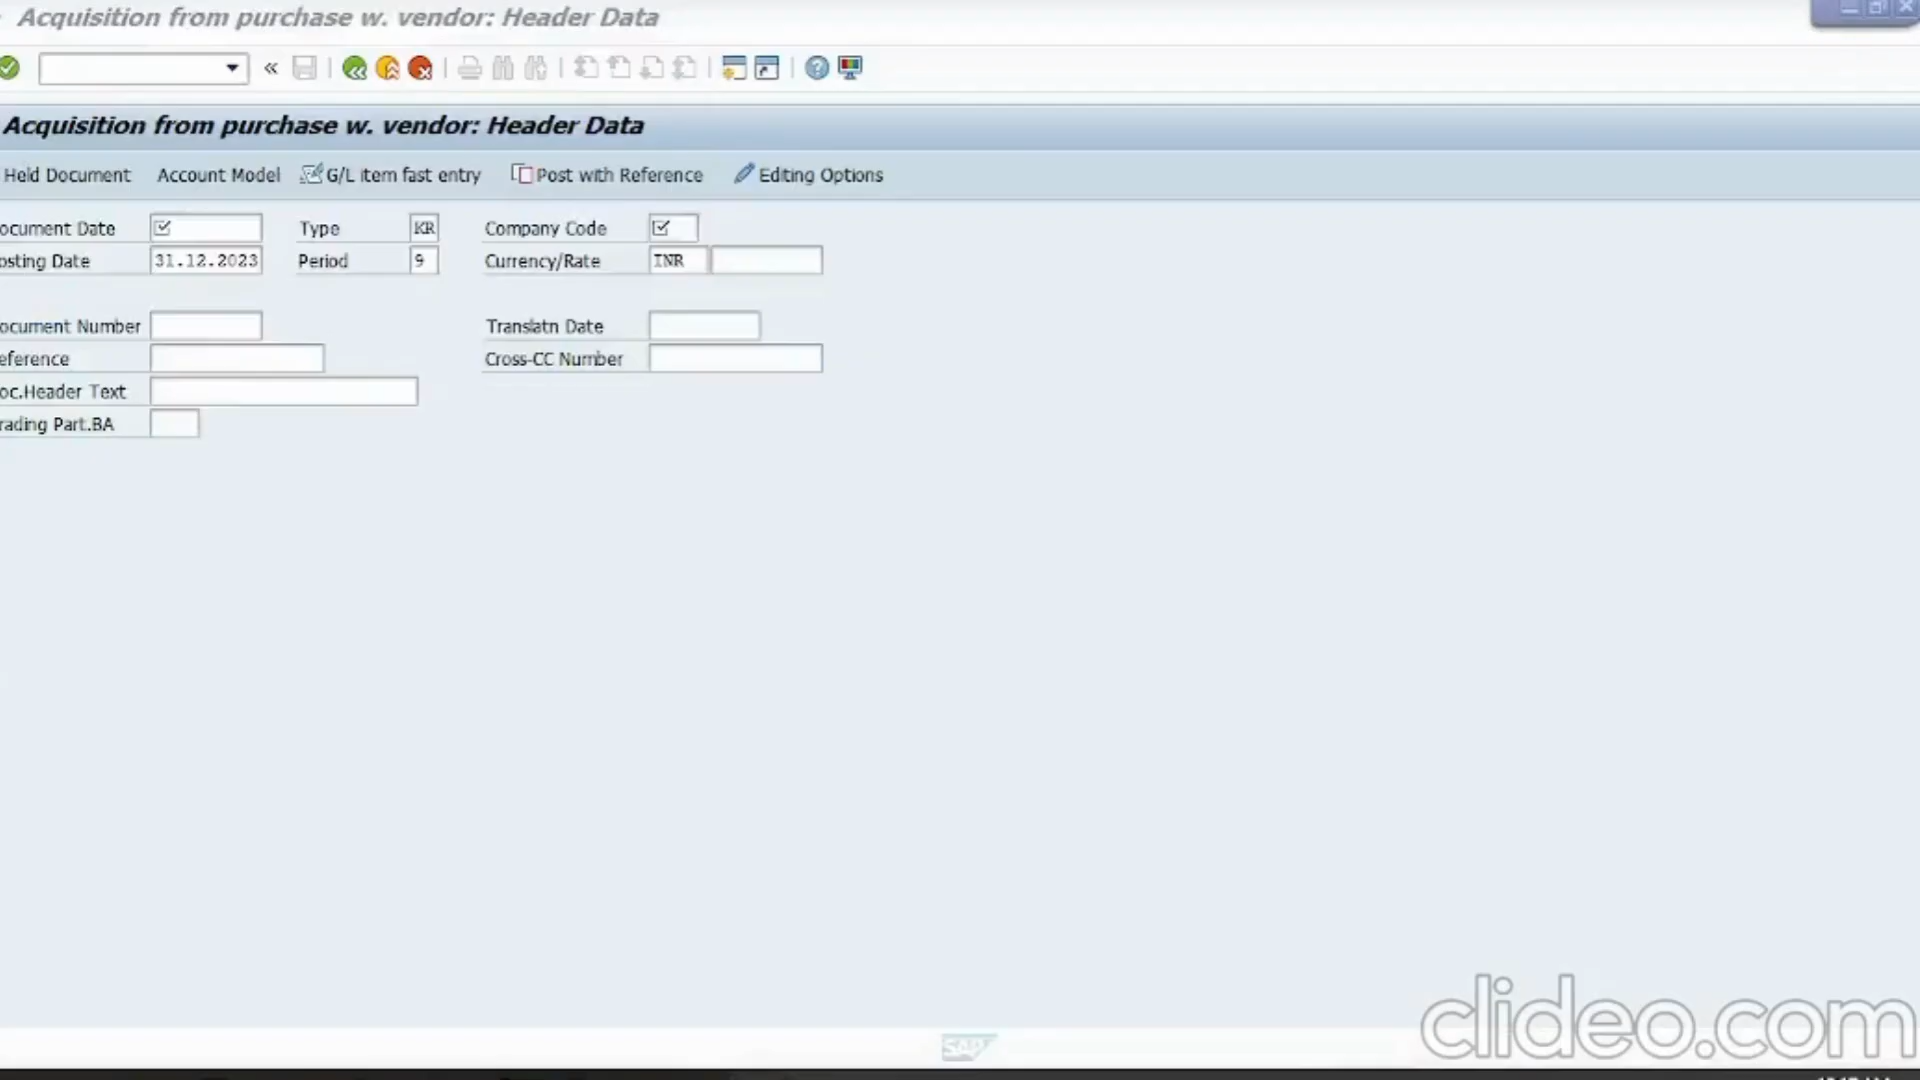 Acquisition from purchase w. vendor: Header Data
Acquisition from purchase w. vendor: Header Data
Held Document Account Model G/L item fast entry Post with Reference Editing Options
ocument Date Type KR Company Code
osting Date 31.12.2023 Period 9 Currency/Rate INR
ocument Number Translatn Date
eference Cross-CC Number
oc.Header Text
rading Part.BA
SAP
clideo.com